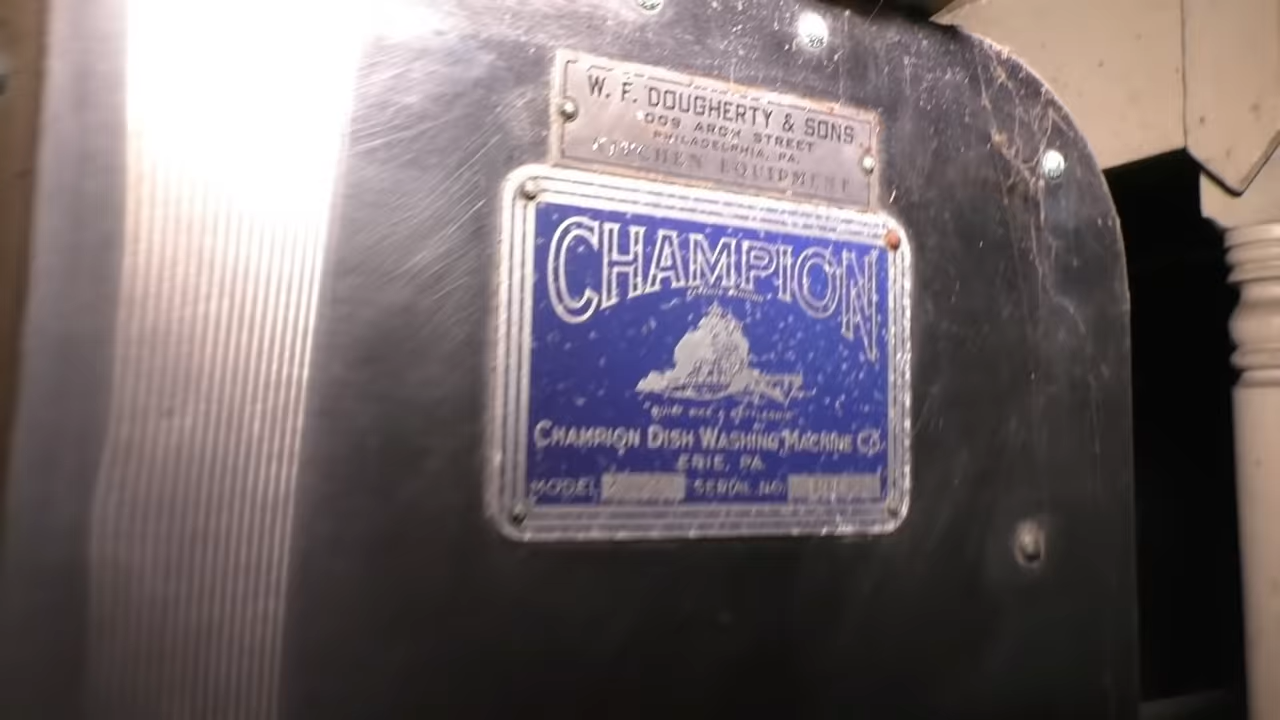 W. F. DOUGHERTY & SONS
1009 ARCH STREET
PHILADELPHIA, PA.
KITCHEN EQUIPMENT
CHAMPION
CHAMPION DISH WASHING MACHINE CO.
ERIE, PA.
MODEL SERIAL NO.